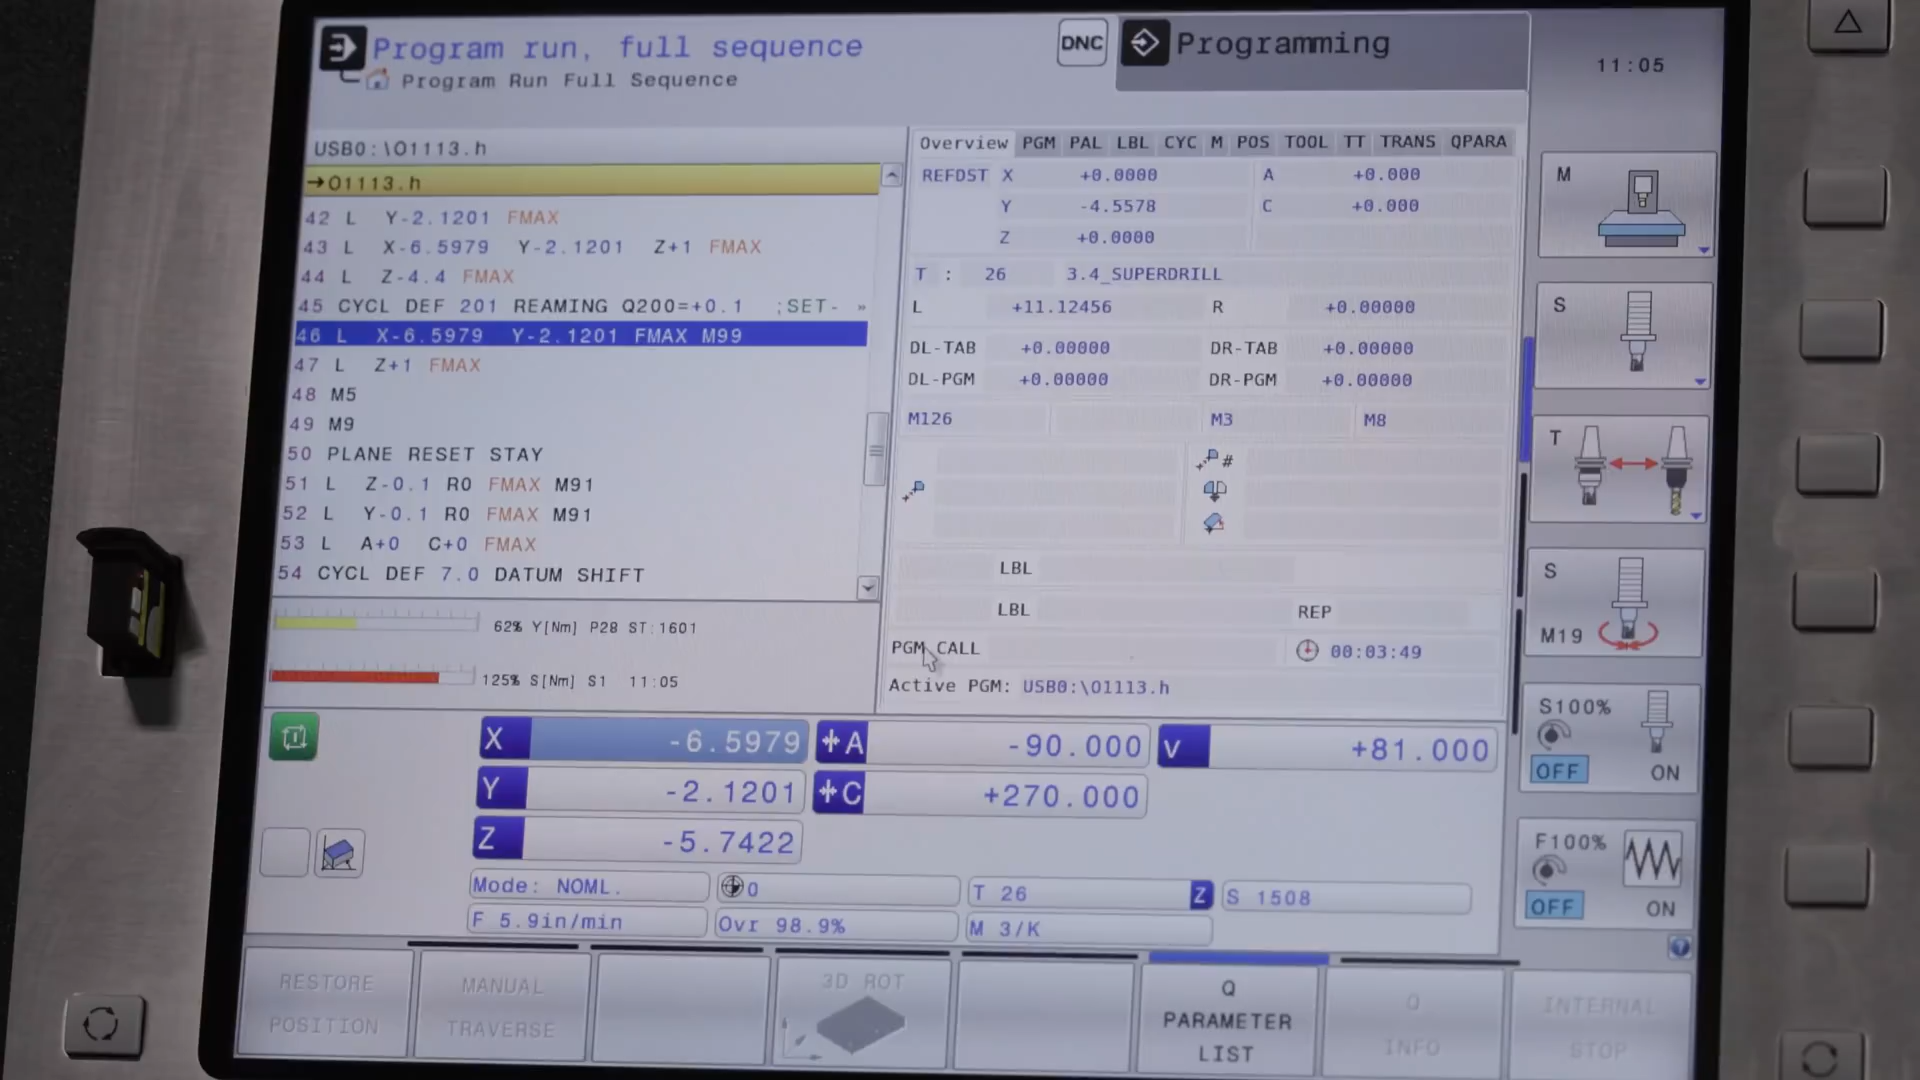 Program run, full sequence
Program Run Full Sequence
DNC
Programming
11:05
USB0:\O1113.h
→O1113.h
42 L Y-2.1201 FMAX
43 L X-6.5979 Y-2.1201 Z+1 FMAX
44 L Z-4.4 FMAX
45 CYCL DEF 201 REAMING Q200=+0.1 ;SET- »
46 L X-6.5979 Y-2.1201 FMAX M99
47 L Z+1 FMAX
48 M5
49 M9
50 PLANE RESET STAY
51 L Z-0.1 R0 FMAX M91
52 L Y-0.1 R0 FMAX M91
53 L A+0 C+0 FMAX
54 CYCL DEF 7.0 DATUM SHIFT
62% Y[Nm] P28 ST:1601
125% S[Nm] S1 11:05
Overview PGM PAL LBL CYC M POS TOOL TT TRANS QPARA
REFDST X +0.0000 A +0.000
Y -4.5578 C +0.000
Z +0.0000
T : 26 3.4_SUPERDRILL
L +11.12456 R +0.00000
DL-TAB +0.00000 DR-TAB +0.00000
DL-PGM +0.00000 DR-PGM +0.00000
M126 M3 M8
#
LBL
LBL REP
PGM CALL 00:03:49
Active PGM: USB0:\O1113.h
X -6.5979 A -90.000 V +81.000
Y -2.1201 C +270.000
Z -5.7422
Mode: NOML. 0 T 26 Z S 1508
F 5.9in/min Ovr 98.9% M 3/K
M
S
T
S
M19
S100%
OFF ON
F100%
OFF ON
RESTORE
POSITION
MANUAL
TRAVERSE
3D ROT
Q
PARAMETER
LIST
Q
INFO
INTERNAL
STOP